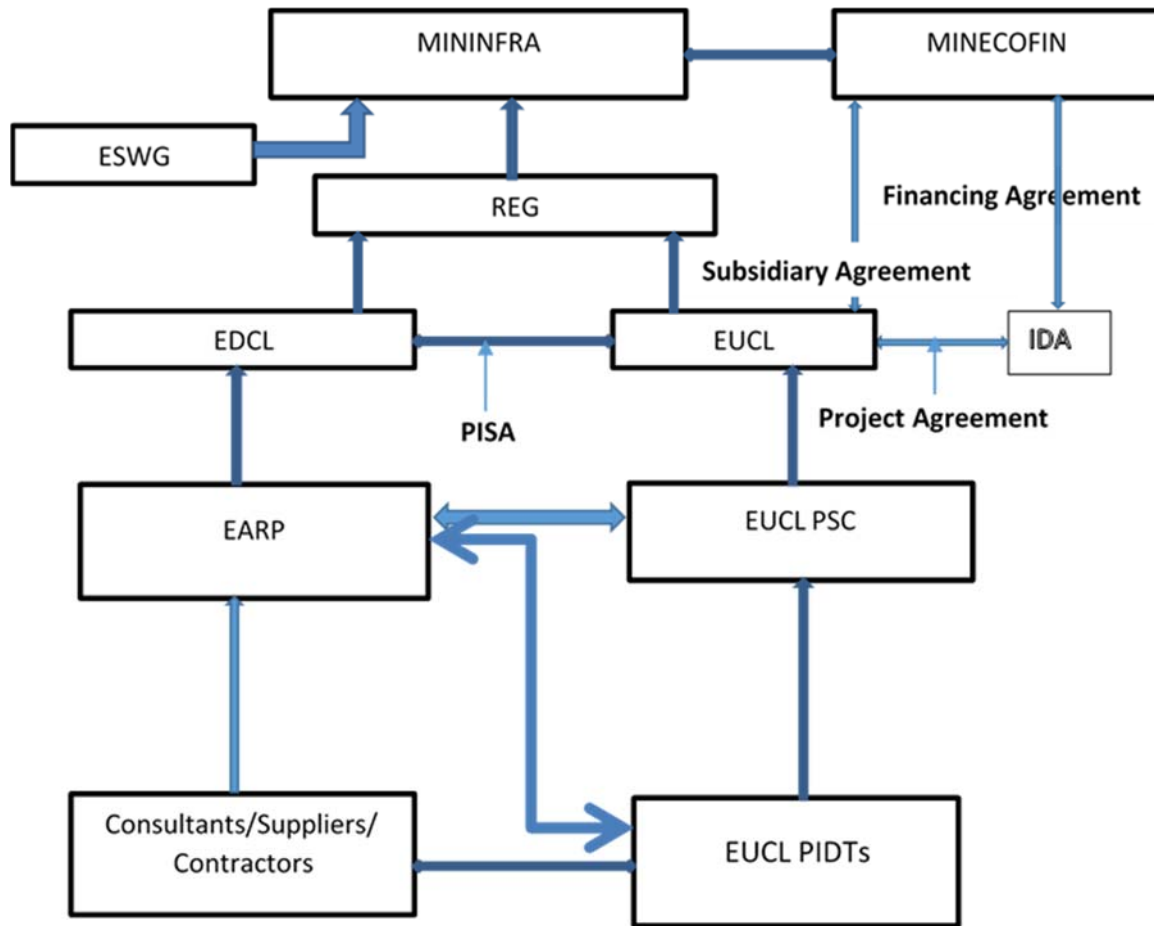 MININFRA
MINECOFIN
ESWG
REG
Financing Agreement
Subsidiary Agreement
EDCL
EUCL
IDA
PISA
Project Agreement
EARP
EUCL PSC
Consultants/Suppliers/
Contractors
EUCL PIDTs